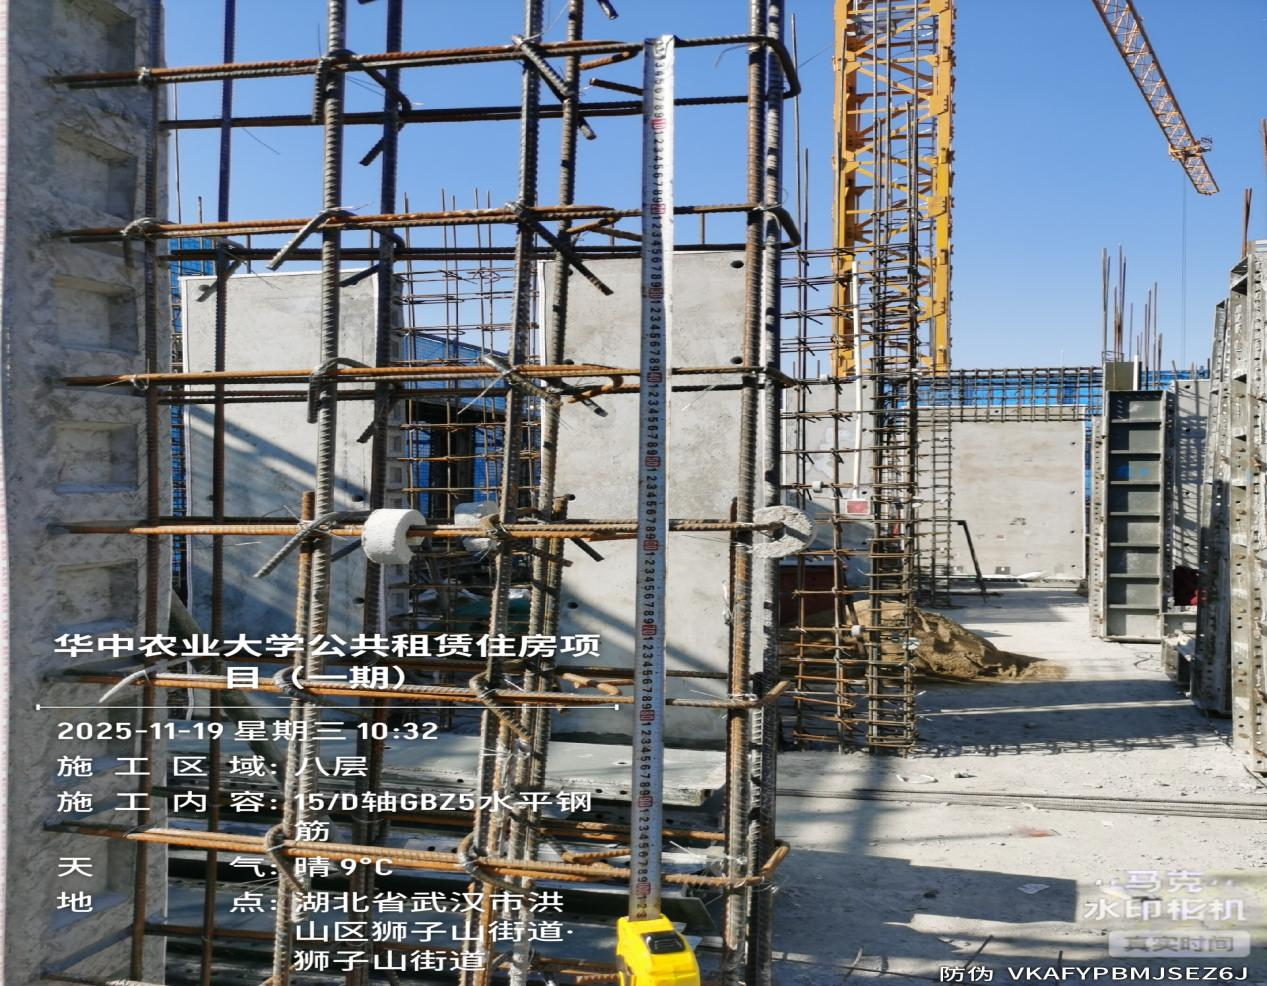 华中农业大学公共租赁住房项
目（一期）
2025-11-19 星期三 10:32
施工区域: 八层
施工内容: 15/D轴GBZ5水平钢
筋
天气: 晴 9°C
地点: 湖北省武汉市洪
山区狮子山街道·
狮子山街道
马克
水印相机
真实时间
防伪 VKAFYPBMJSEZ6J